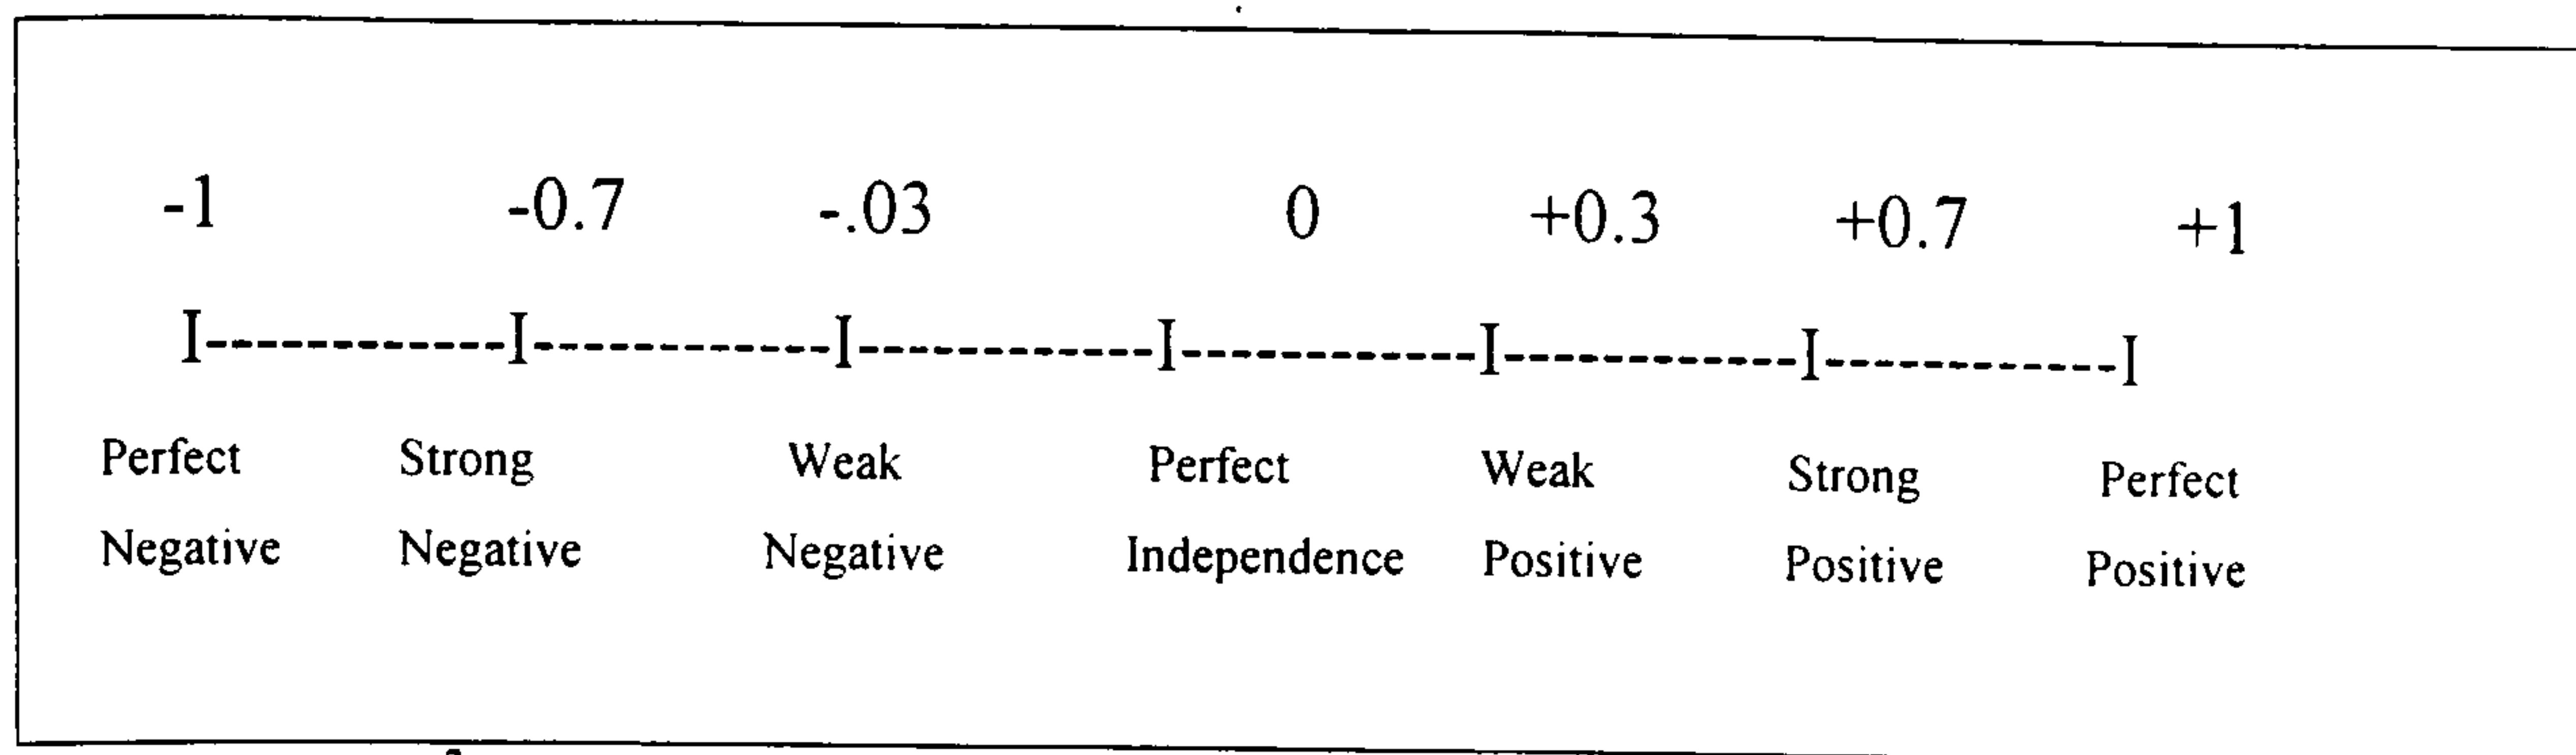 -1 -0.7 -.03 0 +0.3 +0.7 +1
I------------I------------I------------I------------I------------I------------I
Perfect Strong Weak Perfect Weak Strong Perfect
Negative Negative Negative Independence Positive Positive Positive